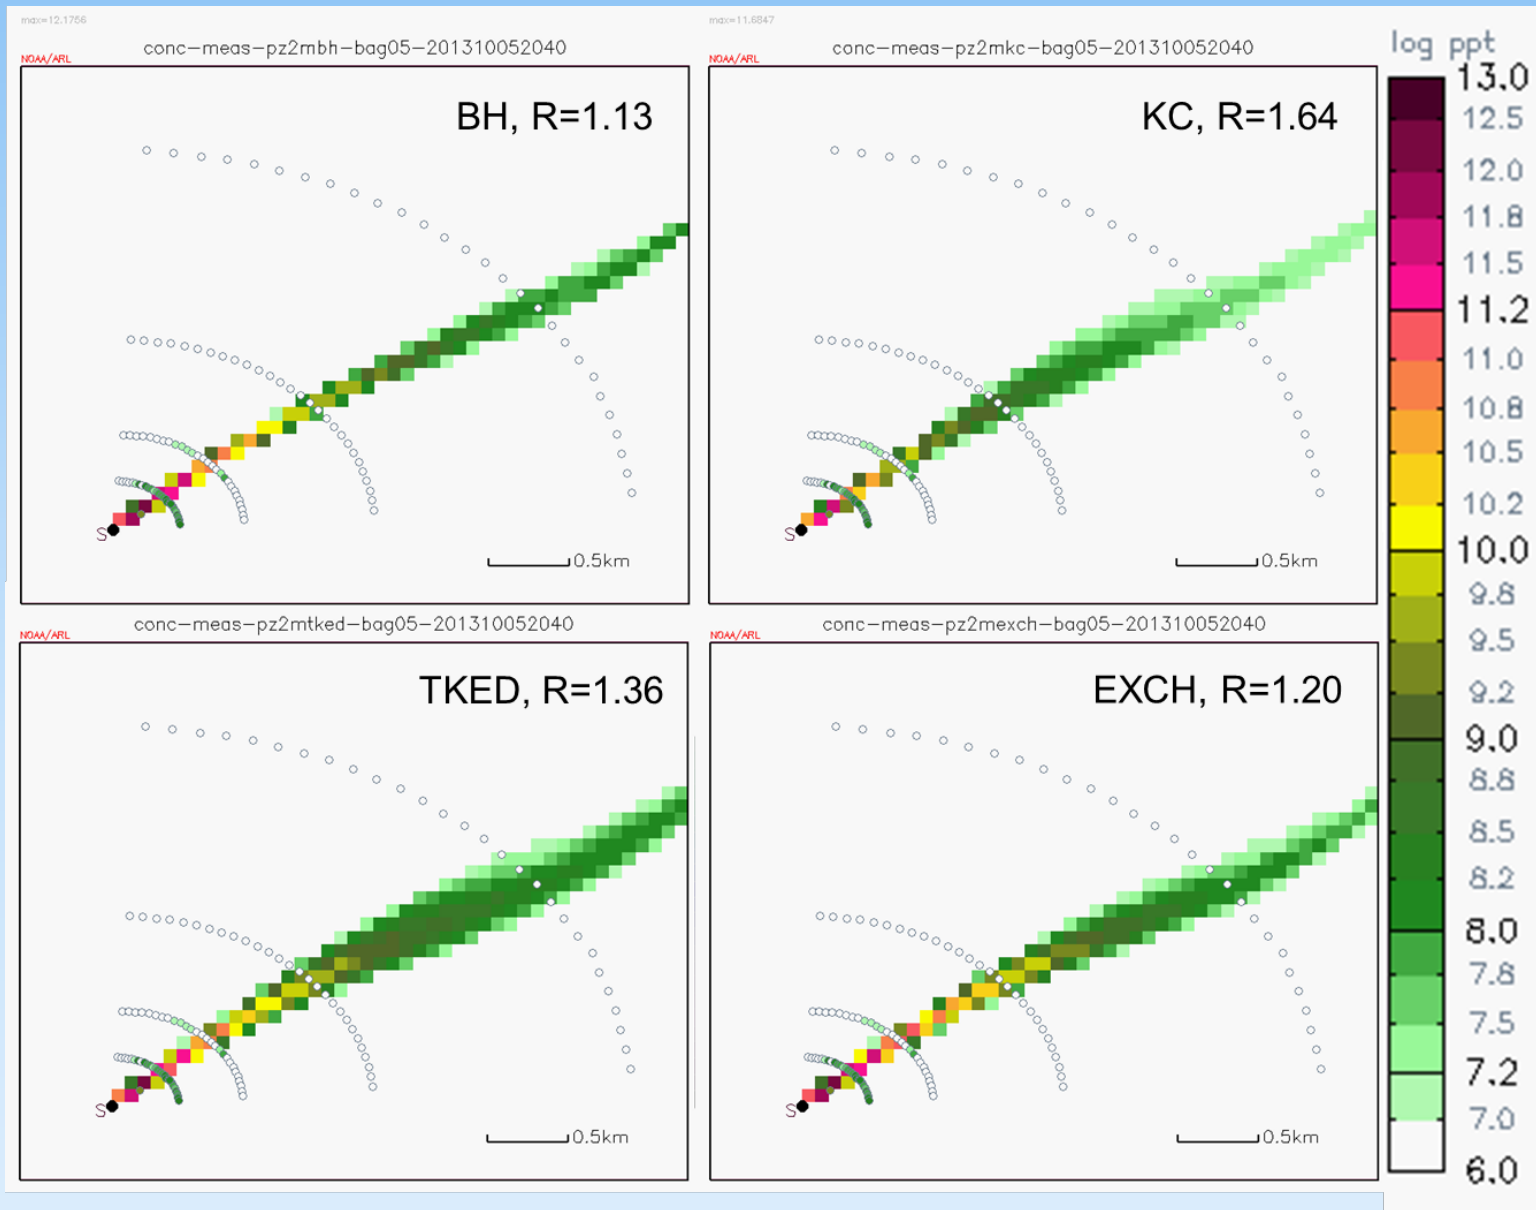 max=12.1756
conc-meas-pz2mbh-bag05-201310052040
NOAA/ARL
BH, R=1.13
S
0.5km
max=11.6847
conc-meas-pz2mkc-bag05-201310052040
NOAA/ARL
KC, R=1.64
S
0.5km
conc-meas-pz2mtked-bag05-201310052040
NOAA/ARL
TKED, R=1.36
S
0.5km
conc-meas-pz2mexch-bag05-201310052040
NOAA/ARL
EXCH, R=1.20
S
0.5km
log ppt
13.0
12.5
12.0
11.8
11.5
11.2
11.0
10.8
10.5
10.2
10.0
9.8
9.5
9.2
9.0
8.8
8.5
8.2
8.0
7.8
7.5
7.2
7.0
6.0